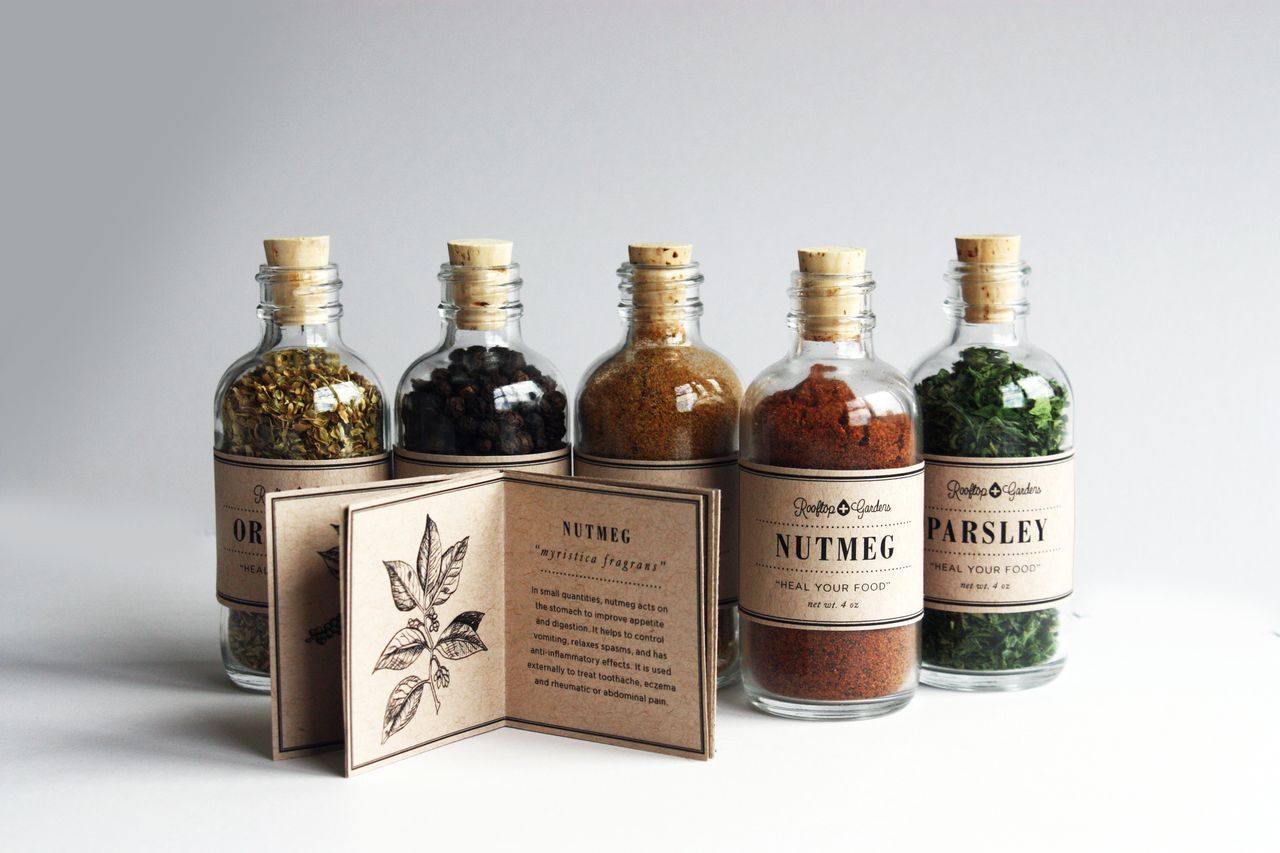 NUTMEG
"myristica fragrans"
In small quantities, nutmeg acts on
the stomach to improve appetite
and digestion. It helps to control
vomiting, relaxes spasms, and has
anti-inflammatory effects. It is used
externally to treat toothache, eczema
and rheumatic or abdominal pain.
Rooftop Gardens
NUTMEG
"HEAL YOUR FOOD"
net wt. 4 oz
Rooftop Gardens
PARSLEY
"HEAL YOUR FOOD"
net wt. 4 oz